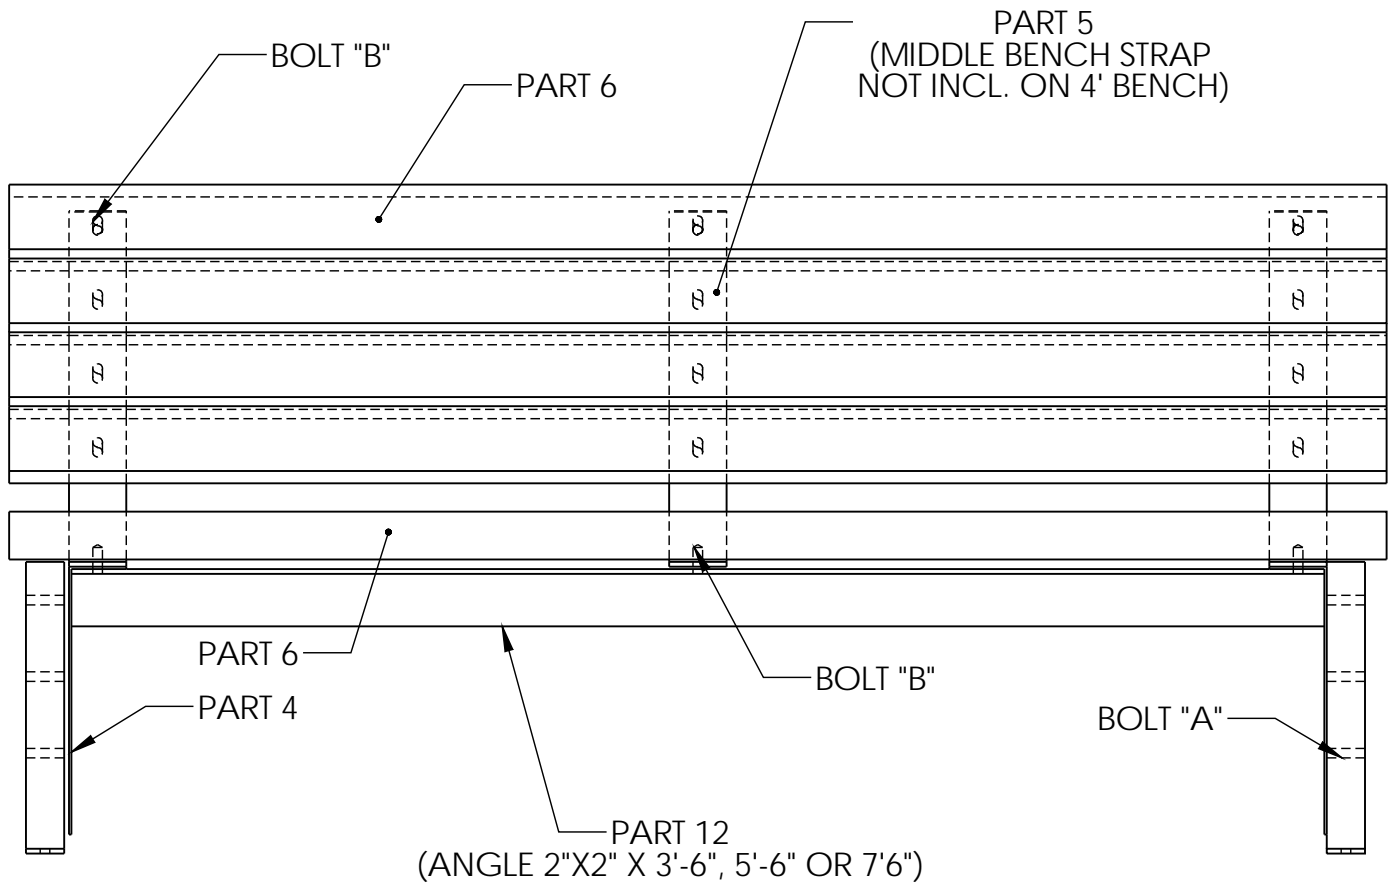 PART 5
(MIDDLE BENCH STRAP
NOT INCL. ON 4' BENCH)
BOLT "B"
PART 6
PART 6
PART 4
BOLT "B"
BOLT "A"
PART 12
(ANGLE 2"X2" X 3'-6", 5'-6" OR 7'6")